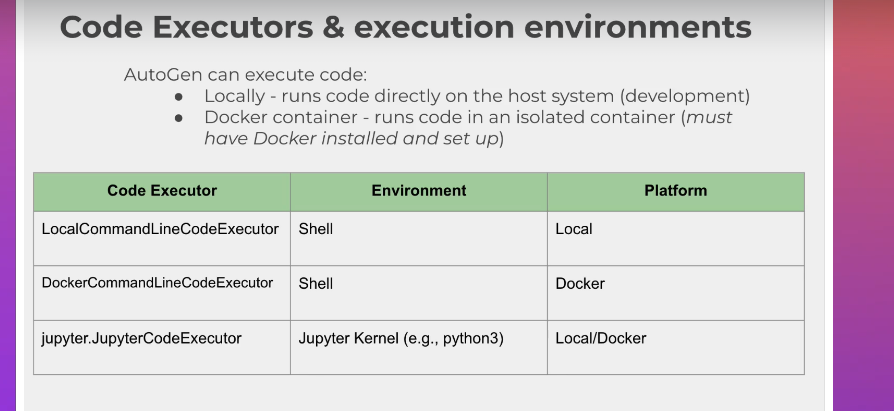 Code Executors & execution environments
AutoGen can execute code:
● Locally - runs code directly on the host system (development)
● Docker container - runs code in an isolated container (must
have Docker installed and set up)
Code Executor Environment Platform
LocalCommandLineCodeExecutor Shell Local
DockerCommandLineCodeExecutor Shell Docker
jupyter.JupyterCodeExecutor Jupyter Kernel (e.g., python3) Local/Docker